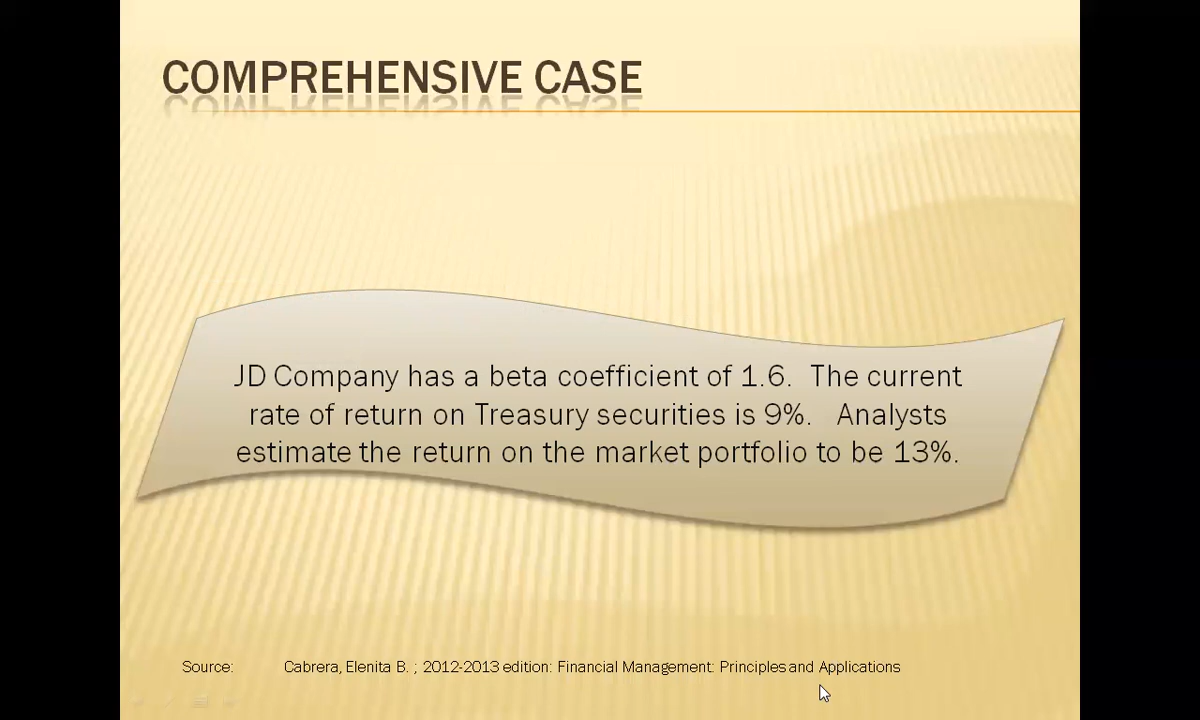 COMPREHENSIVE CASE
JD Company has a beta coefficient of 1.6. The current
rate of return on Treasury securities is 9%. Analysts
estimate the return on the market portfolio to be 13%.
Source: Cabrera, Elenita B. ; 2012-2013 edition: Financial Management: Principles and Applications